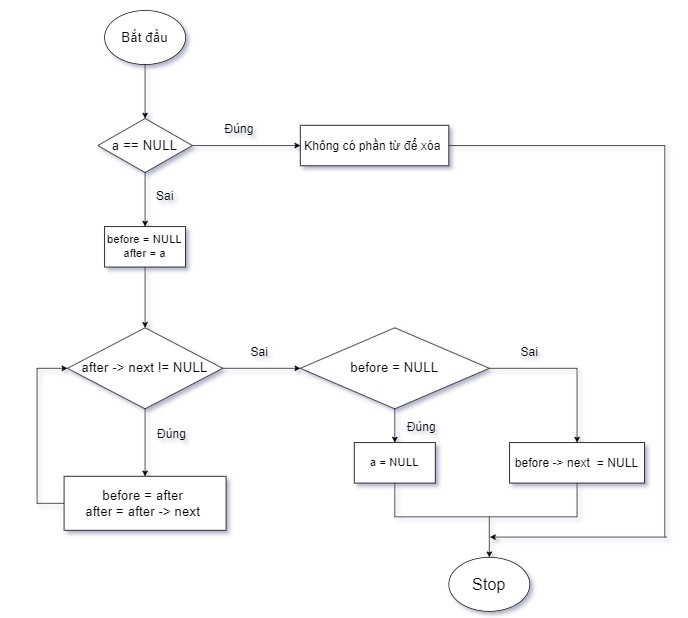 Bắt đầu
a == NULL
Đúng
Không có phần từ để xóa
Sai
before = NULL
after = a
after -> next != NULL
Sai
before = NULL
Sai
Đúng
Đúng
a = NULL
before -> next = NULL
before = after
after = after -> next
Stop